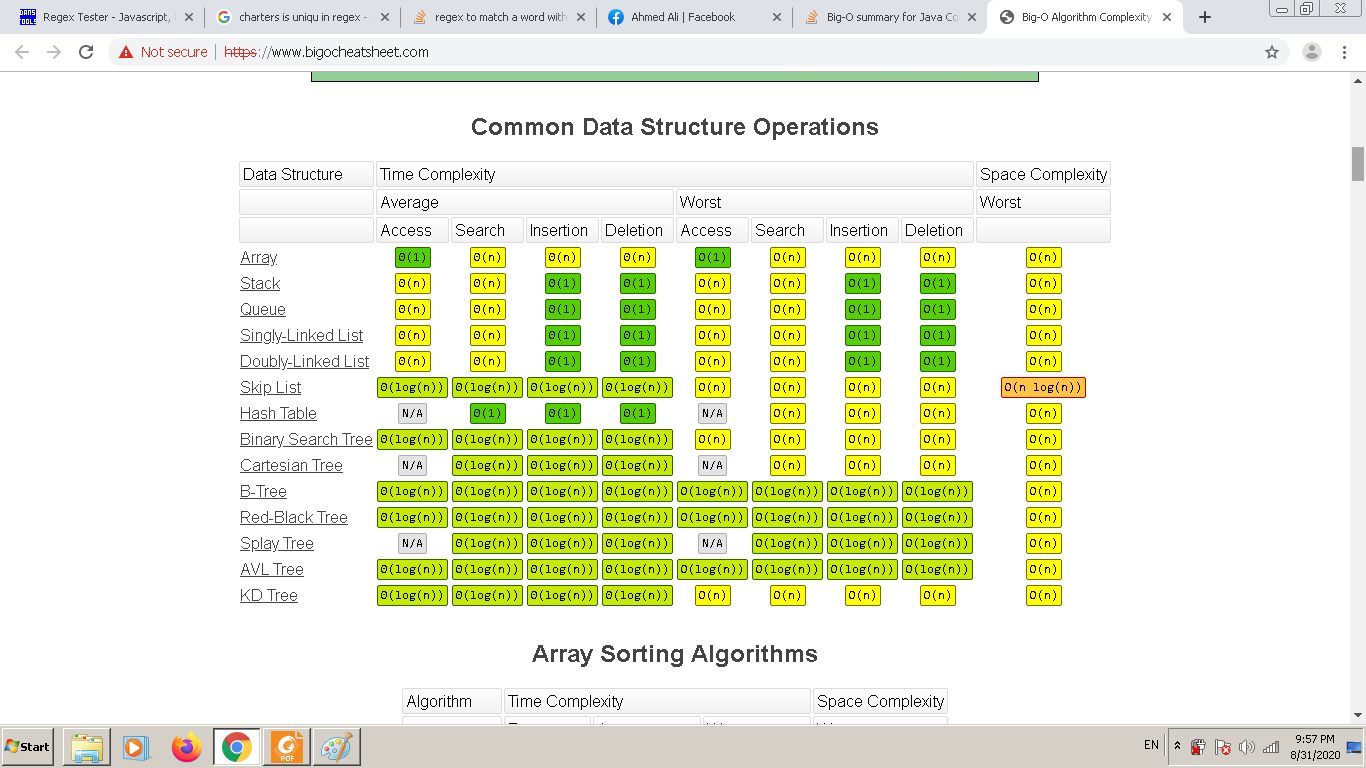 Regex Tester - Javascript, charters is uniqu in regex - regex to match a word with Ahmed Ali | Facebook Big-O summary for Java Co Big-O Algorithm Complexity
Not secure | https://www.bigocheatsheet.com
Common Data Structure Operations
Data Structure Time Complexity Space Complexity
Average Worst Worst
Access Search Insertion Deletion Access Search Insertion Deletion
Array Θ(1) Θ(n) Θ(n) Θ(n) O(1) O(n) O(n) O(n) O(n)
Stack Θ(n) Θ(n) Θ(1) Θ(1) O(n) O(n) O(1) O(1) O(n)
Queue Θ(n) Θ(n) Θ(1) Θ(1) O(n) O(n) O(1) O(1) O(n)
Singly-Linked List Θ(n) Θ(n) Θ(1) Θ(1) O(n) O(n) O(1) O(1) O(n)
Doubly-Linked List Θ(n) Θ(n) Θ(1) Θ(1) O(n) O(n) O(1) O(1) O(n)
Skip List Θ(log(n)) Θ(log(n)) Θ(log(n)) Θ(log(n)) O(n) O(n) O(n) O(n) O(n log(n))
Hash Table N/A Θ(1) Θ(1) Θ(1) N/A O(n) O(n) O(n) O(n)
Binary Search Tree Θ(log(n)) Θ(log(n)) Θ(log(n)) Θ(log(n)) O(n) O(n) O(n) O(n) O(n)
Cartesian Tree N/A Θ(log(n)) Θ(log(n)) Θ(log(n)) N/A O(n) O(n) O(n) O(n)
B-Tree Θ(log(n)) Θ(log(n)) Θ(log(n)) Θ(log(n)) O(log(n)) O(log(n)) O(log(n)) O(log(n)) O(n)
Red-Black Tree Θ(log(n)) Θ(log(n)) Θ(log(n)) Θ(log(n)) O(log(n)) O(log(n)) O(log(n)) O(log(n)) O(n)
Splay Tree N/A Θ(log(n)) Θ(log(n)) Θ(log(n)) N/A O(log(n)) O(log(n)) O(log(n)) O(n)
AVL Tree Θ(log(n)) Θ(log(n)) Θ(log(n)) Θ(log(n)) O(log(n)) O(log(n)) O(log(n)) O(log(n)) O(n)
KD Tree Θ(log(n)) Θ(log(n)) Θ(log(n)) Θ(log(n)) O(n) O(n) O(n) O(n) O(n)
Array Sorting Algorithms
Algorithm Time Complexity Space Complexity
Start PDF EN 9:57 PM
8/31/2020